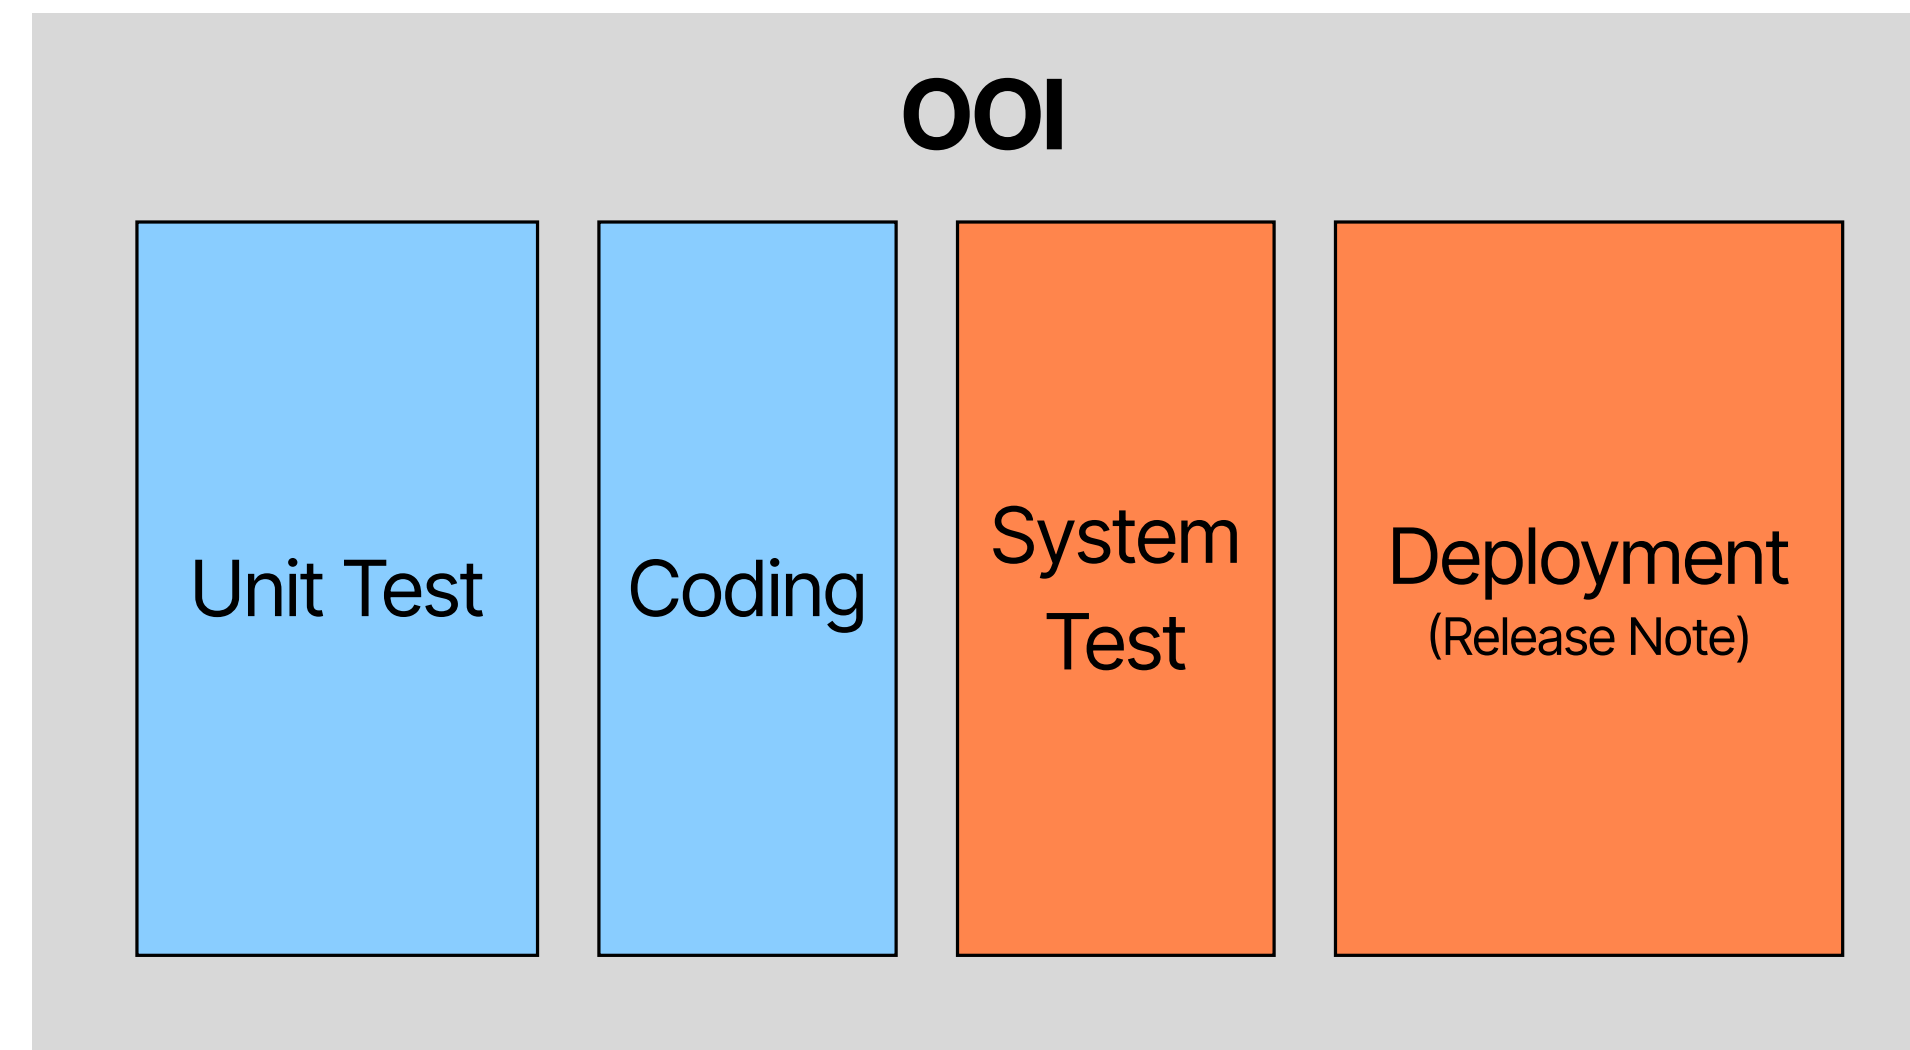 OOI
Unit Test
Coding
System
Test
Deployment
(Release Note)